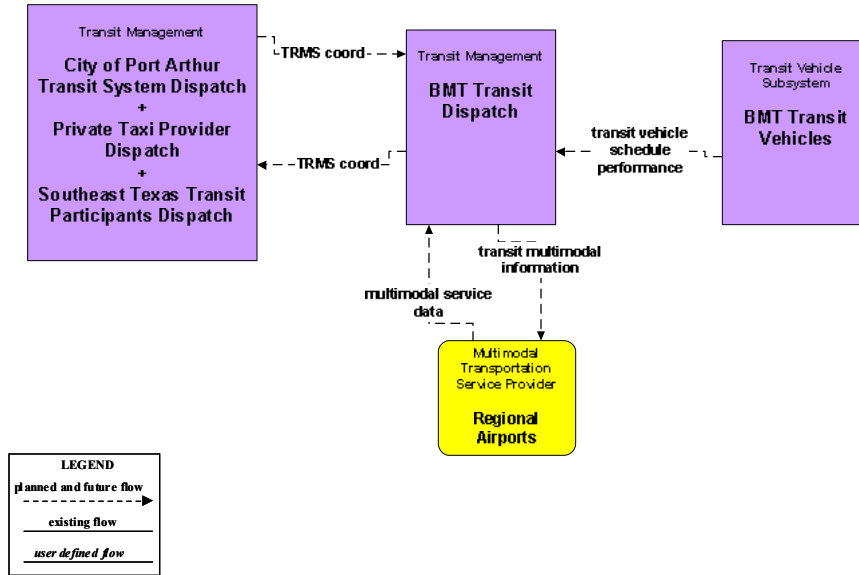 Transit Management
City of Port Arthur
Transit System Dispatch
+
Private Taxi Provider
Dispatch
+
Southeast Texas Transit
Participants Dispatch
TRMS coord
TRMS coord
Transit Management
BMT Transit
Dispatch
transit vehicle
schedule
performance
Transit Vehicle
Subsystem
BMT Transit
Vehicles
transit multimodal
information
multimodal service
data
Multimodal
Transportation
Service Provider
Regional
Airports
LEGEND
planned and future flow
existing flow
user defined flow